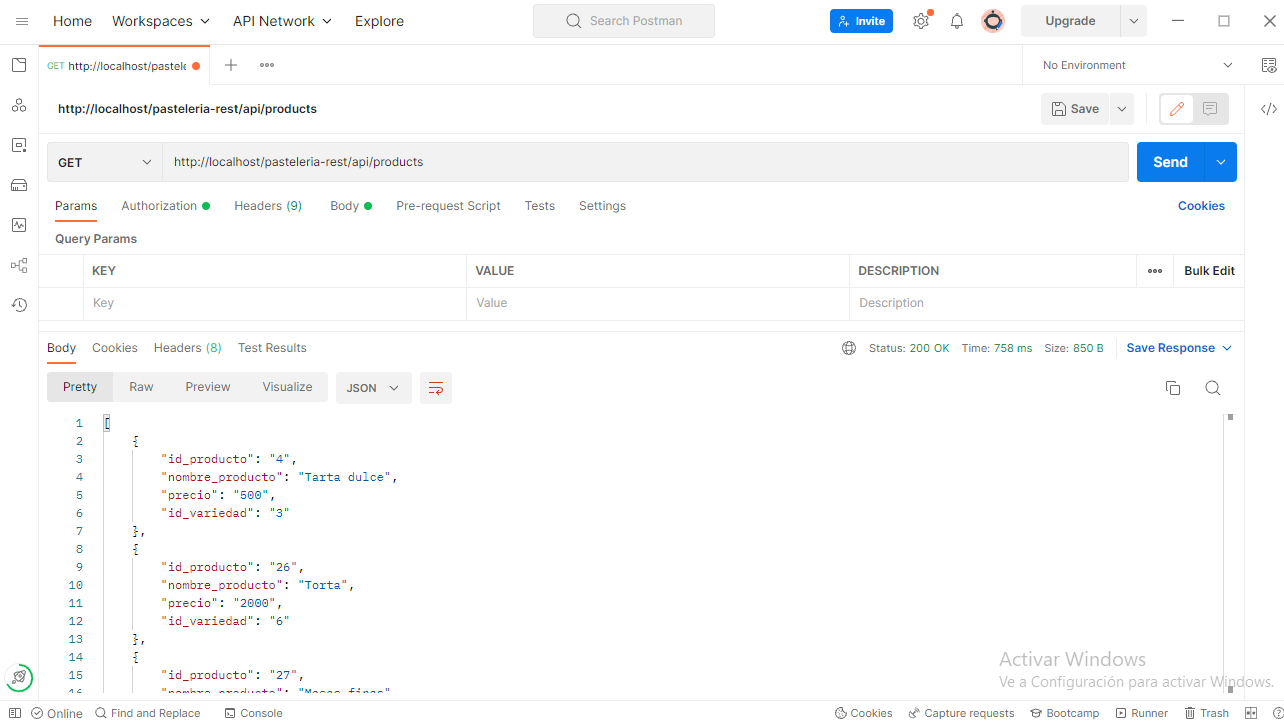 Home Workspaces API Network Explore Search Postman Invite Upgrade
GET http://localhost/pastele No Environment
http://localhost/pasteleria-rest/api/products Save
GET http://localhost/pasteleria-rest/api/products Send
Params Authorization Headers (9) Body Pre-request Script Tests Settings Cookies
Query Params
KEY VALUE DESCRIPTION Bulk Edit
Key Value Description
Body Cookies Headers (8) Test Results Status: 200 OK Time: 758 ms Size: 850 B Save Response
Pretty Raw Preview Visualize JSON
1 [
2 {
3 "id_producto": "4",
4 "nombre_producto": "Tarta dulce",
5 "precio": "500",
6 "id_variedad": "3"
7 },
8 {
9 "id_producto": "26",
10 "nombre_producto": "Torta",
11 "precio": "2000",
12 "id_variedad": "6"
13 },
14 {
15 "id_producto": "27",
16 "nombre_producto": "Masas finas"
Activar Windows
Ve a Configuración para activar Windows.
Online Find and Replace Console Cookies Capture requests Bootcamp Runner Trash